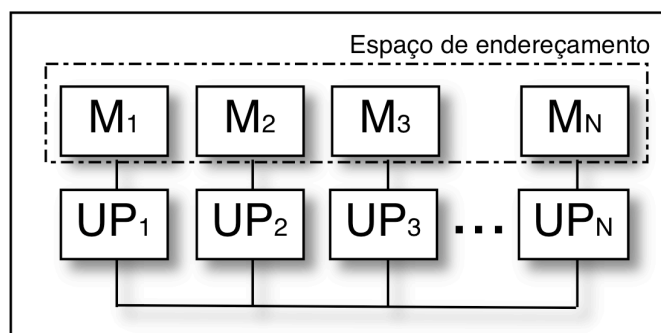 Espaço de endereçamento
M1 M2 M3 MN
UP1 UP2 UP3 ... UPN